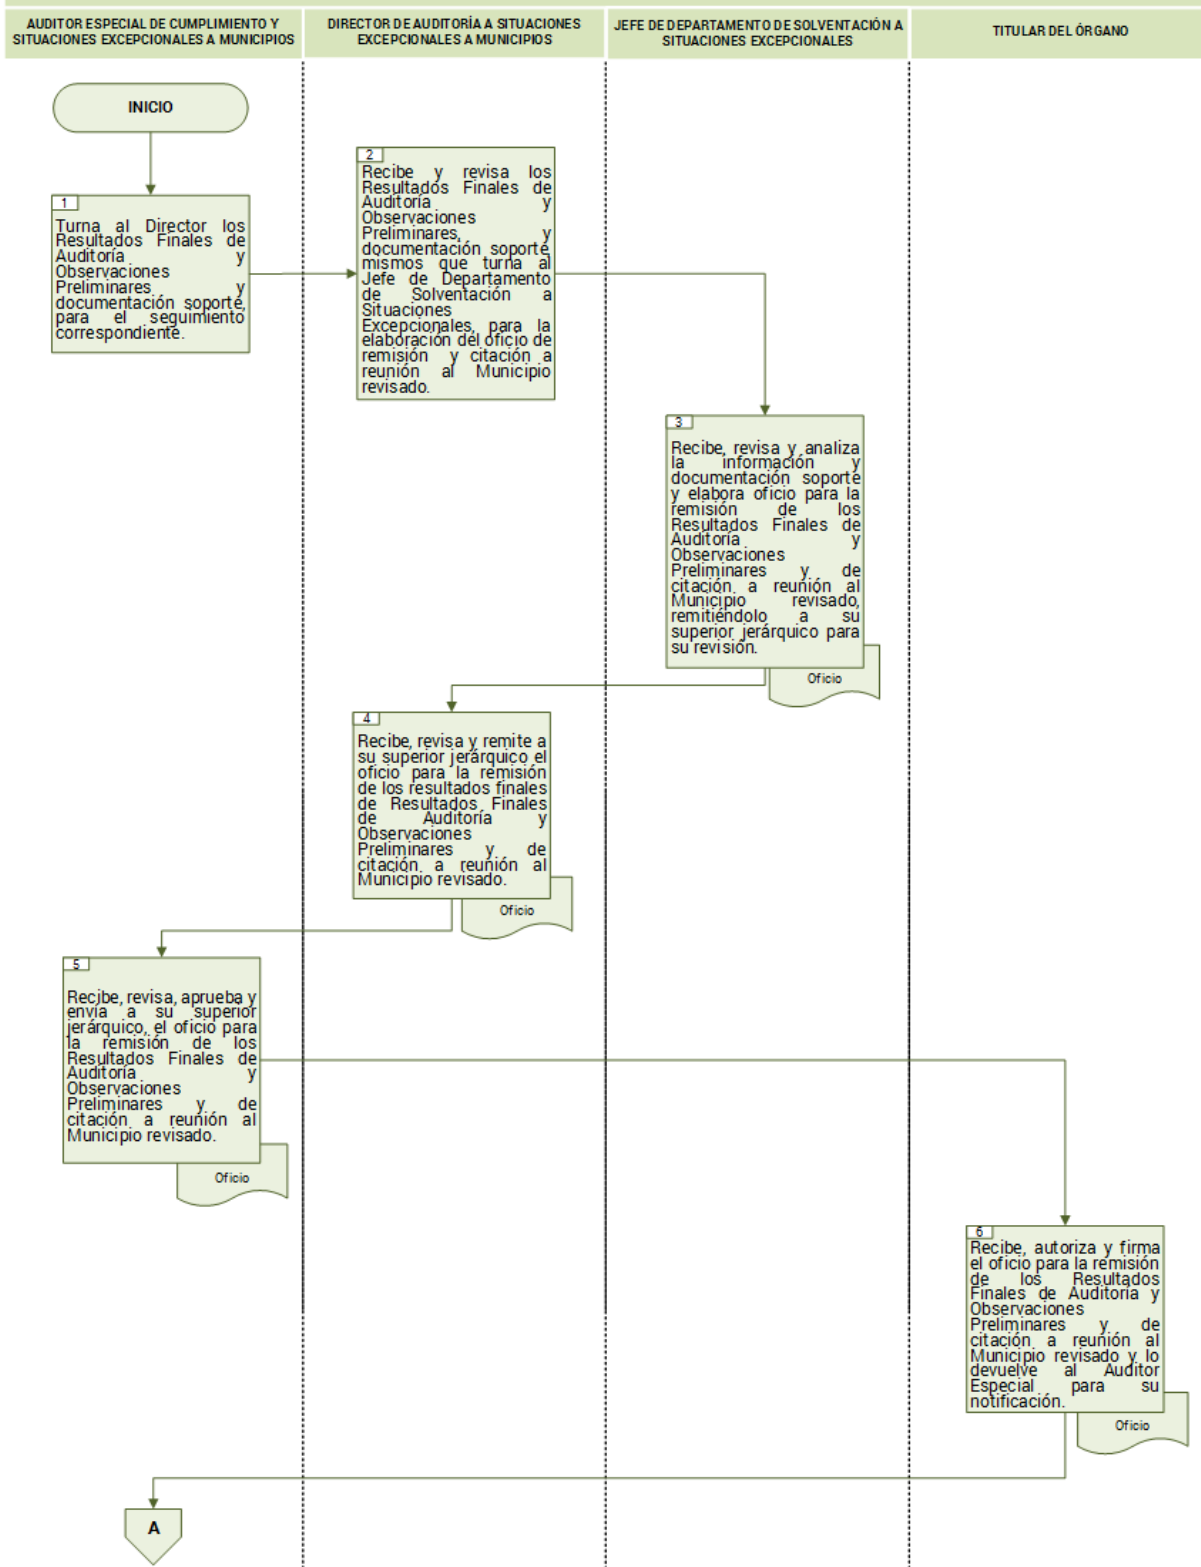 AUDITOR ESPECIAL DE CUMPLIMIENTO Y
SITUACIONES EXCEPCIONALES A MUNICIPIOS
DIRECTOR DE AUDITORÍA A SITUACIONES
EXCEPCIONALES A MUNICIPIOS
JEFE DE DEPARTAMENTO DE SOLVENTACIÓN A
SITUACIONES EXCEPCIONALES
TITULAR DEL ÓRGANO
INICIO
1
Turna al Director los
Resultados Finales de
Auditoría y
Observaciones
Preliminares y
documentación soporte,
para el seguimiento
correspondiente.
2
Recibe y revisa los
Resultados Finales de
Auditoría y
Observaciones
Preliminares, y
documentación soporte,
mismos que turna al
Jefe de Departamento
de Solventación a
Situaciones
Excepcionales, para la
elaboración del oficio de
remisión y citación a
reunión al Municipio
revisado.
3
Recibe, revisa y analiza
la información y
documentación soporte
y elabora oficio para la
remisión de los
Resultados Finales de
Auditoría y
Observaciones
Preliminares y de
citación a reunión al
Municipio revisado,
remitiéndolo a su
superior jerárquico para
su revisión.
Oficio
4
Recibe, revisa y remite a
su superior jerárquico el
oficio para la remisión
de los resultados finales
de Resultados Finales
de Auditoría y
Observaciones
Preliminares y de
citación a reunión al
Municipio revisado.
Oficio
5
Recibe, revisa, aprueba y
envía a su superior
jerárquico, el oficio para
la remisión de los
Resultados Finales de
Auditoría y
Observaciones
Preliminares y de
citación a reunión al
Municipio revisado.
Oficio
6
Recibe, autoriza y firma
el oficio para la remisión
de los Resultados
Finales de Auditoría y
Observaciones
Preliminares y de
citación a reunión al
Municipio revisado y lo
devuelve al Auditor
Especial para su
notificación.
Oficio
A